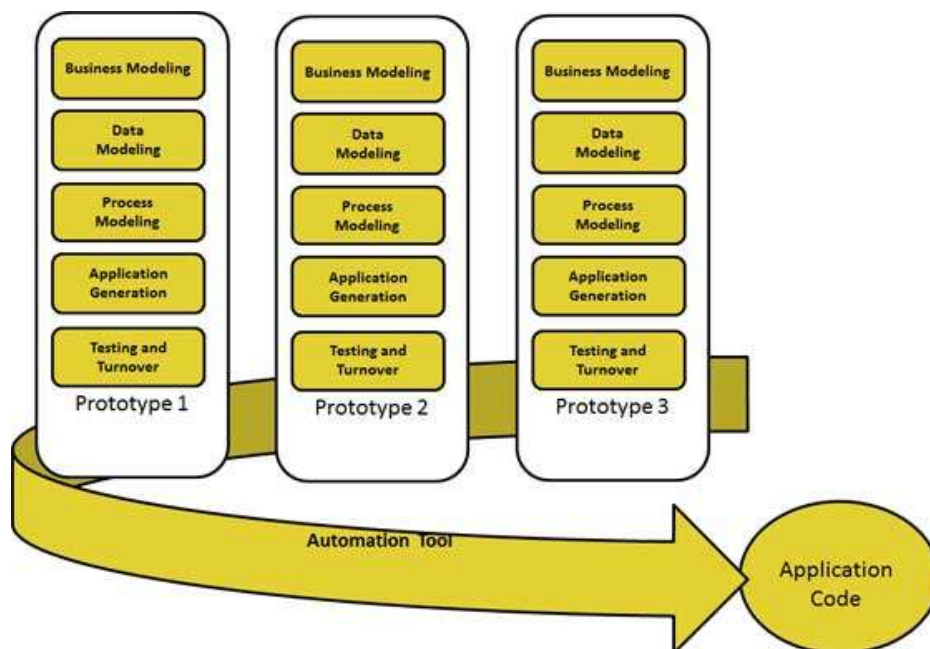 Business Modeling
Data
Modeling
Process
Modeling
Application
Generation
Testing and
Turnover
Prototype 1
Business Modeling
Data
Modeling
Process
Modeling
Application
Generation
Testing and
Turnover
Prototype 2
Business Modeling
Data
Modeling
Process
Modeling
Application
Generation
Testing and
Turnover
Prototype 3
Automation Tool
Application
Code